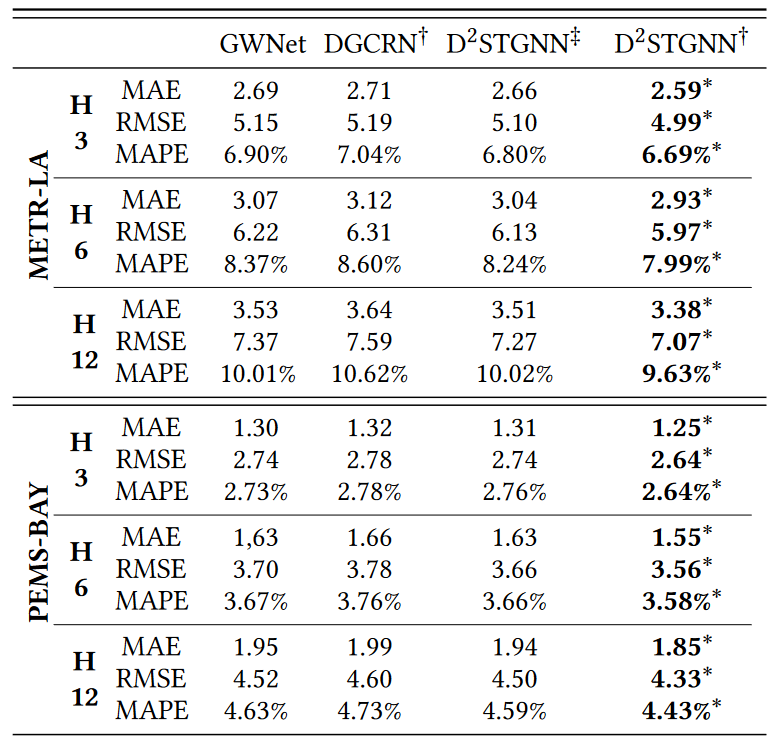 GWNet DGCRN† D²STGNN‡ D²STGNN†
METR-LA
H 3
MAE 2.69 2.71 2.66 2.59*
RMSE 5.15 5.19 5.10 4.99*
MAPE 6.90% 7.04% 6.80% 6.69%*
H 6
MAE 3.07 3.12 3.04 2.93*
RMSE 6.22 6.31 6.13 5.97*
MAPE 8.37% 8.60% 8.24% 7.99%*
H 12
MAE 3.53 3.64 3.51 3.38*
RMSE 7.37 7.59 7.27 7.07*
MAPE 10.01% 10.62% 10.02% 9.63%*
PEMS-BAY
H 3
MAE 1.30 1.32 1.31 1.25*
RMSE 2.74 2.78 2.74 2.64*
MAPE 2.73% 2.78% 2.76% 2.64%*
H 6
MAE 1,63 1.66 1.63 1.55*
RMSE 3.70 3.78 3.66 3.56*
MAPE 3.67% 3.76% 3.66% 3.58%*
H 12
MAE 1.95 1.99 1.94 1.85*
RMSE 4.52 4.60 4.50 4.33*
MAPE 4.63% 4.73% 4.59% 4.43%*